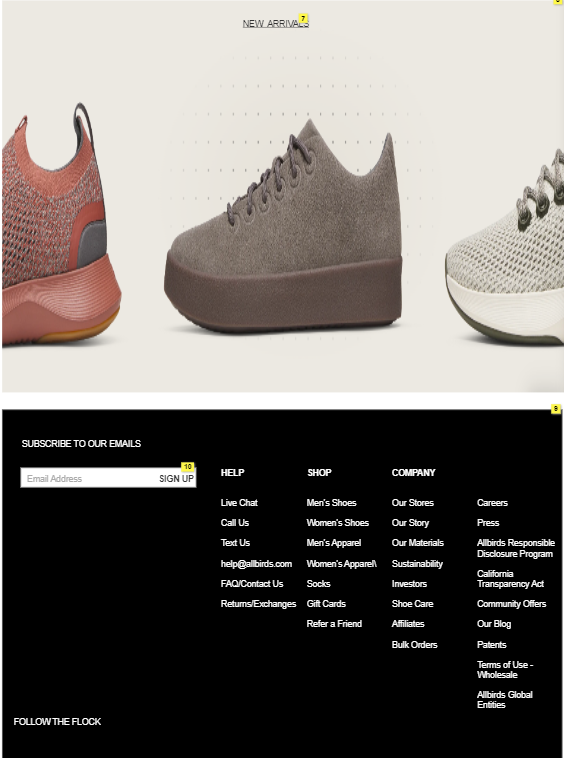 8
NEW ARRIVALS
7
9
SUBSCRIBE TO OUR EMAILS
10
Email Address
SIGN UP
HELP
Live Chat
Call Us
Text Us
help@allbirds.com
FAQ/Contact Us
Returns/Exchanges
SHOP
Men's Shoes
Women's Shoes
Men's Apparel
Women's Apparel\
Socks
Gift Cards
Refer a Friend
COMPANY
Our Stores
Our Story
Our Materials
Sustainability
Investors
Shoe Care
Affiliates
Bulk Orders
Careers
Press
Allbirds Responsible
Disclosure Program
California
Transparency Act
Community Offers
Our Blog
Patents
Terms of Use -
Wholesale
Allbirds Global
Entities
FOLLOW THE FLOCK